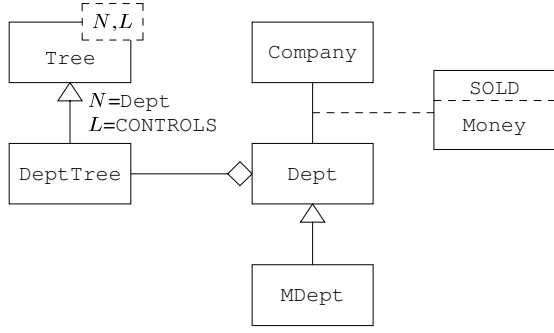 N,L
Tree
Company
SOLD
Money
N=Dept
L=CONTROLS
DeptTree
Dept
MDept